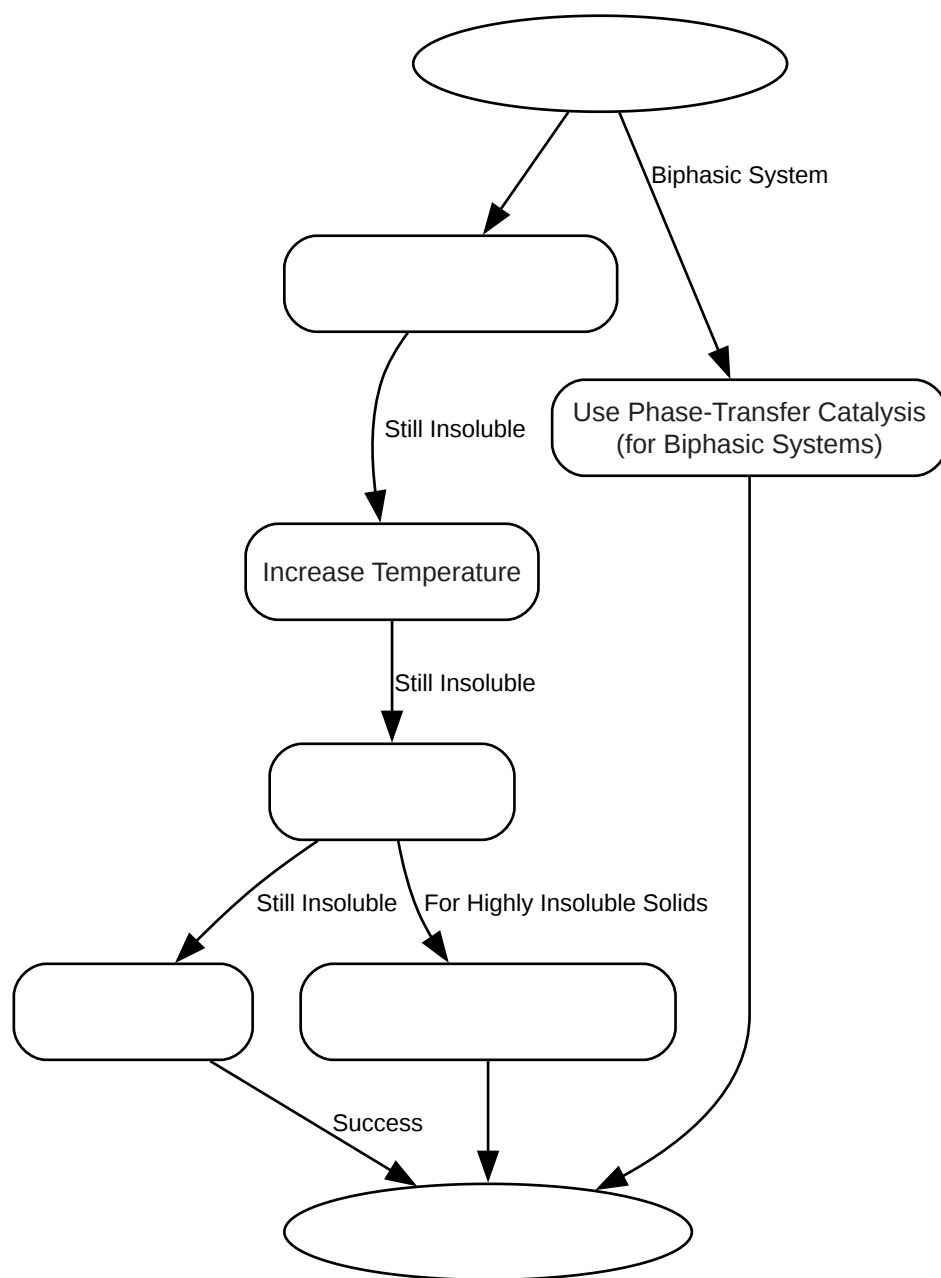 Biphasic System
Use Phase-Transfer Catalysis
(for Biphasic Systems)
Still Insoluble
Increase Temperature
Still Insoluble
Still Insoluble
For Highly Insoluble Solids
Success